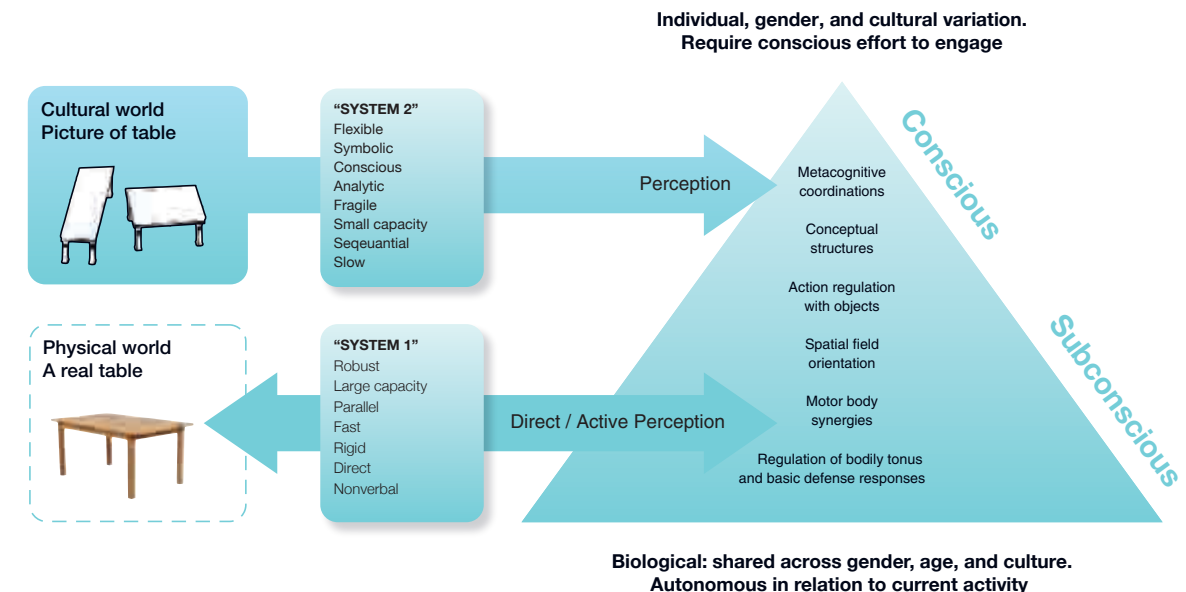 Individual, gender, and cultural variation.
Require conscious effort to engage
Cultural world
Picture of table
“SYSTEM 2”
Flexible
Symbolic
Conscious
Analytic
Fragile
Small capacity
Seqeuantial
Slow
Perception
Metacognitive
coordinations
Conceptual
structures
Action regulation
with objects
Spatial field
orientation
Motor body
synergies
Regulation of bodily tonus
and basic defense responses
Conscious
Subconscious
Physical world
A real table
“SYSTEM 1”
Robust
Large capacity
Parallel
Fast
Rigid
Direct
Nonverbal
Direct / Active Perception
Biological: shared across gender, age, and culture.
Autonomous in relation to current activity